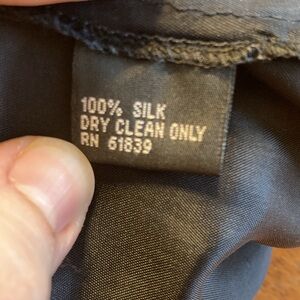 100% SILK
DRY CLEAN ONLY
RN 61839